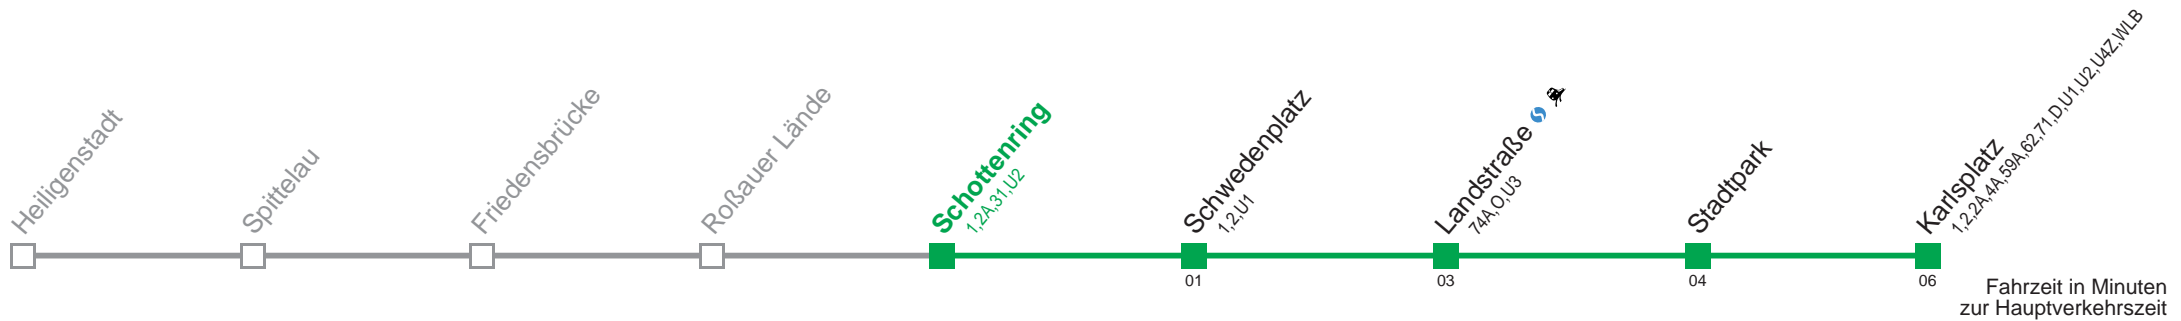 Heiligenstadt
Spittelau
Friedensbrücke
Roßauer Lände
Schottenring
1,2A,31,U2
Schwedenplatz
1,2,U1
Landstraße
74A,O,U3
Stadtpark
Karlsplatz
1,2,2A,4A,59A,62,71,D,U1,U2,U4Z,WLB
01
03
04
06
Fahrzeit in Minuten
zur Hauptverkehrszeit